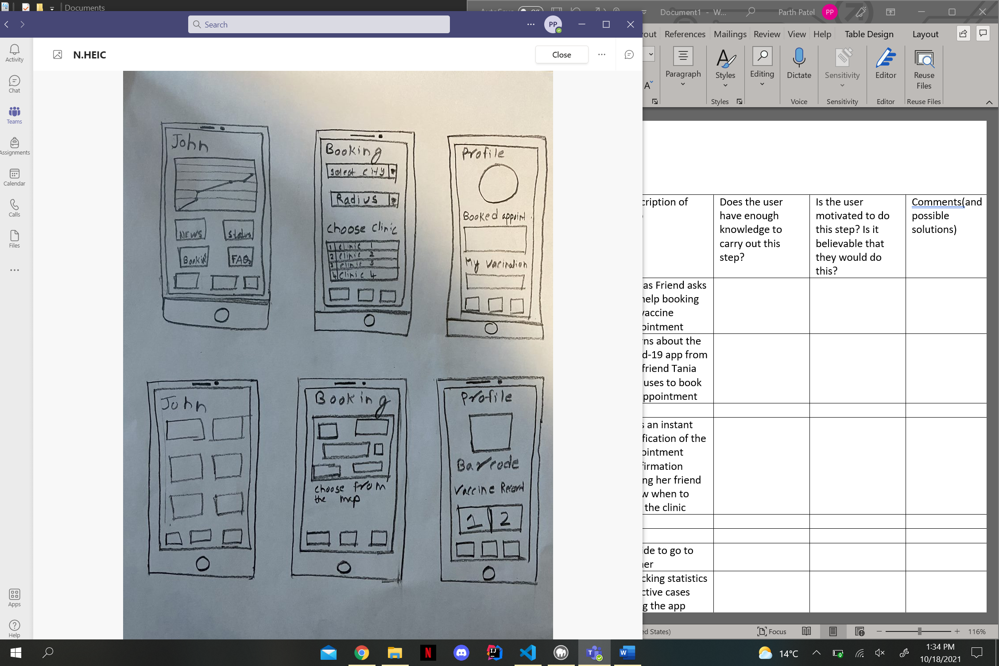 Documents
AutoSave Off
Document1 - W...
Parth Patel PP
Search
PP
out References Mailings Review View Help Table Design Layout
N.HEIC
Close
Activity
Chat
Teams
Assignments
Calendar
Calls
Files
Apps
Help
Paragraph
Styles
Editing
Dictate
Sensitivity
Editor
Reuse
Files
Styles
Voice
Sensitivity
Editor
Reuse Files
John
NEWS
Status
Bookin
FAQs
Booking
Select city
Radius
choose clinic
1 clinic 1
2 clinic 2
3 clinic 3
4 clinic 4
Profile
Booked appoint.
My vaccination
John
Booking
choose from
the map
Profile
Barcode
Vaccine Record
1 2
cription of
Does the user
have enough
knowledge to
carry out this
step?
Is the user
motivated to do
this step? Is it
believable that
they would do
this?
Comments(and
possible
solutions)
as Friend asks
help booking
vaccine
ointment
rns about the
d-19 app from
friend Tania
uses to book
ppointment
s an instant
fication of the
ointment
firmation
ng her friend
w when to
the clinic
ide to go to
her
cking statistics
ctive cases
g the app
ed States)
Focus
116%
14°C
1:34 PM
10/18/2021